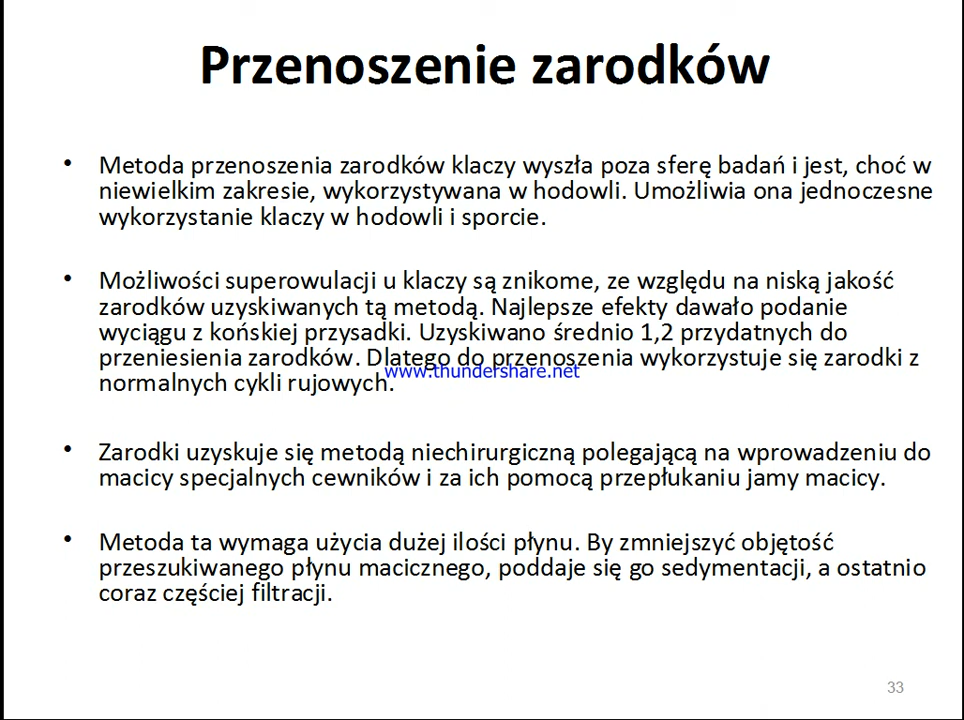 Przenoszenie zarodków
• Metoda przenoszenia zarodków klaczy wyszła poza sferę badań i jest, choć w
niewielkim zakresie, wykorzystywana w hodowli. Umożliwia ona jednoczesne
wykorzystanie klaczy w hodowli i sporcie.
• Możliwości superowulacji u klaczy są znikome, ze względu na niską jakość
zarodków uzyskiwanych tą metodą. Najlepsze efekty dawało podanie
wyciągu z końskiej przysadki. Uzyskiwano średnio 1,2 przydatnych do
przeniesienia zarodków. Dlatego do przenoszenia wykorzystuje się zarodki z
www.thundershare.net
normalnych cykli rujowych.
• Zarodki uzyskuje się metodą niechirurgiczną polegającą na wprowadzeniu do
macicy specjalnych cewników i za ich pomocą przepłukaniu jamy macicy.
• Metoda ta wymaga użycia dużej ilości płynu. By zmniejszyć objętość
przeszukiwanego płynu macicznego, poddaje się go sedymentacji, a ostatnio
coraz częściej filtracji.
33